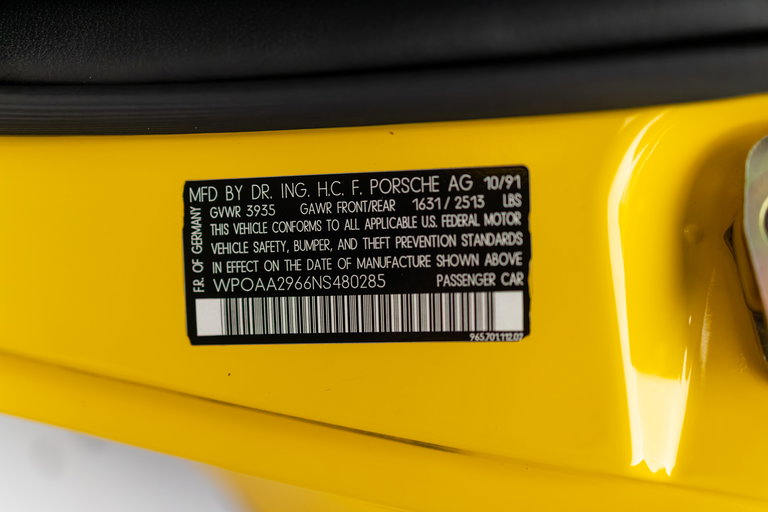 MFD BY DR. ING. H.C. F. PORSCHE AG 10/91
GVWR 3935 GAWR FRONT/REAR 1631 / 2513 LBS
THIS VEHICLE CONFORMS TO ALL APPLICABLE U.S. FEDERAL MOTOR
VEHICLE SAFETY, BUMPER, AND THEFT PREVENTION STANDARDS
IN EFFECT ON THE DATE OF MANUFACTURE SHOWN ABOVE
WPOAA2966NS480285 PASSENGER CAR
F.R. OF GERMANY
965.701.112.07